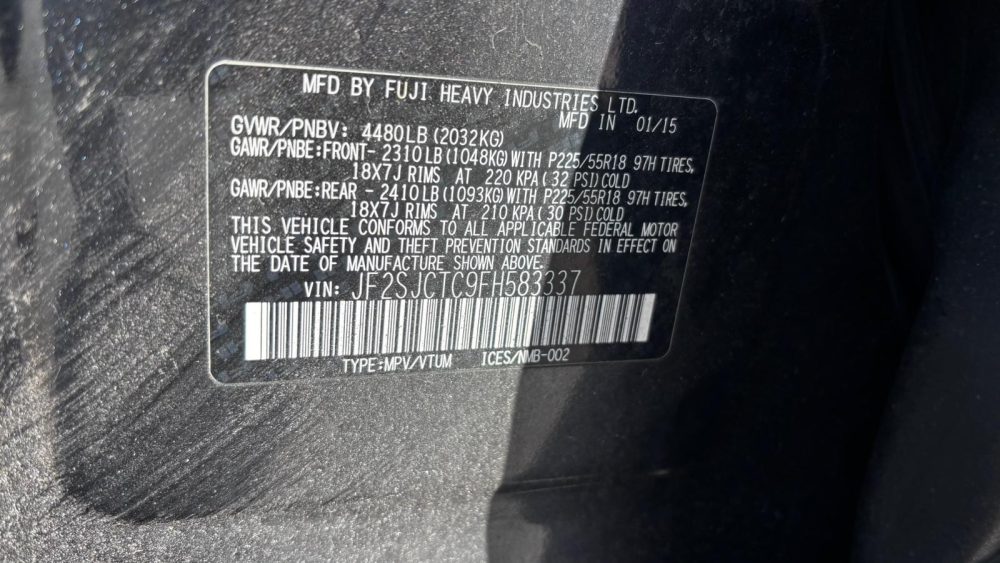 MFD BY FUJI HEAVY INDUSTRIES LTD.
MFD IN 01/15
GVWR/PNBV: 4480LB (2032KG)
GAWR/PNBE:FRONT- 2310LB (1048KG) WITH P225/55R18 97H TIRES,
18X7J RIMS AT 220 KPA ( 32 PSI) COLD
GAWR/PNBE:REAR - 2410LB (1093KG) WITH P225/55R18 97H TIRES,
18X7J RIMS AT 210 KPA ( 30 PSI) COLD
THIS VEHICLE CONFORMS TO ALL APPLICABLE FEDERAL MOTOR
VEHICLE SAFETY AND THEFT PREVENTION STANDARDS IN EFFECT ON
THE DATE OF MANUFACTURE SHOWN ABOVE.
VIN: JF2SJCTC9FH583337
TYPE:MPV/VTUM ICES/NMB-002